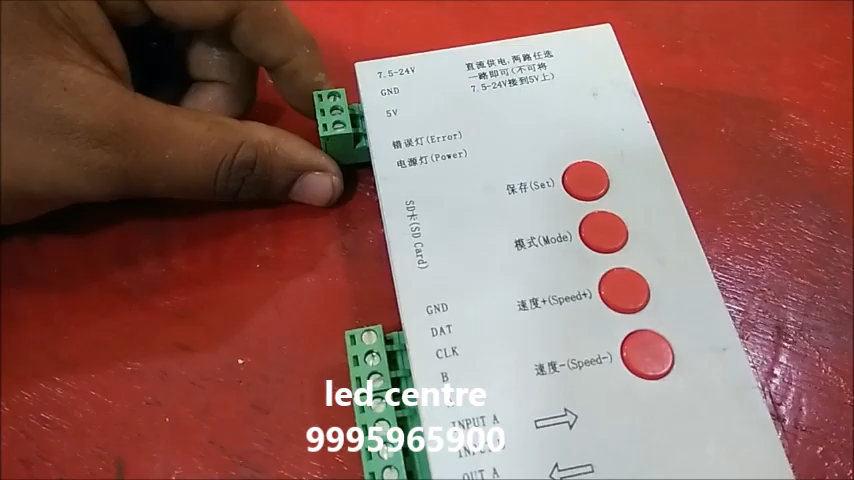 7.5-24V
GND
5V
直流供电,两路任选
一路即可(不可将
7.5-24V接到5V上)
错误灯(Error)
电源灯(Power)
SD卡(SD Card)
保存(Set)
模式(Mode)
速度+(Speed+)
速度-(Speed-)
GND
DAT
CLK
B
INPUT A
OUT A
led centre
9995965900